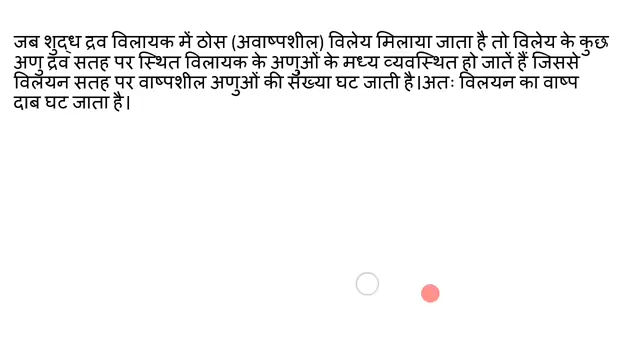 जब शुद्ध द्रव विलायक में ठोस (अवाष्पशील) विलेय मिलाया जाता है तो विलेय के कुछ
अणु द्रव सतह पर स्थित विलायक के अणुओं के मध्य व्यवस्थित हो जातें हैं जिससे
विलयन सतह पर वाष्पशील अणुओं की संख्या घट जाती है।अतः विलयन का वाष्प
दाब घट जाता है।